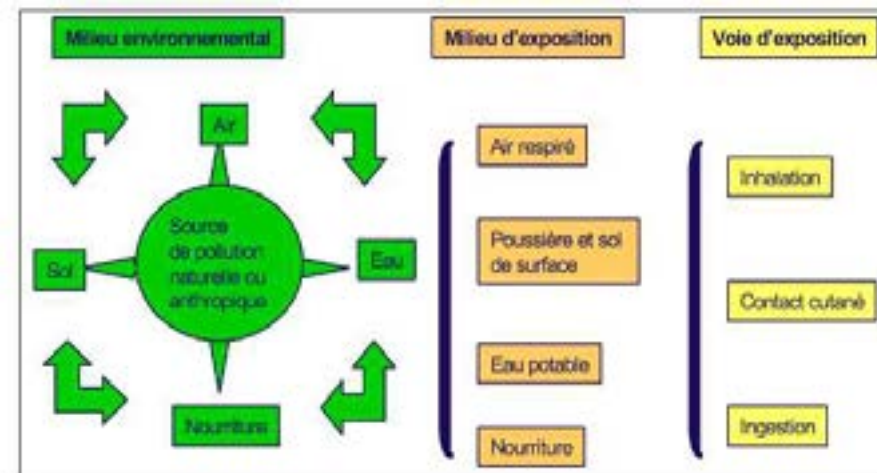 Milieu environnemental
Milieu d'exposition
Voie d'exposition
Air
Source
de pollution
naturelle ou
anthropique
Sol
Eau
Nourriture
Air respiré
Poussière et sol
de surface
Eau potable
Nourriture
Inhalation
Contact cutané
Ingestion